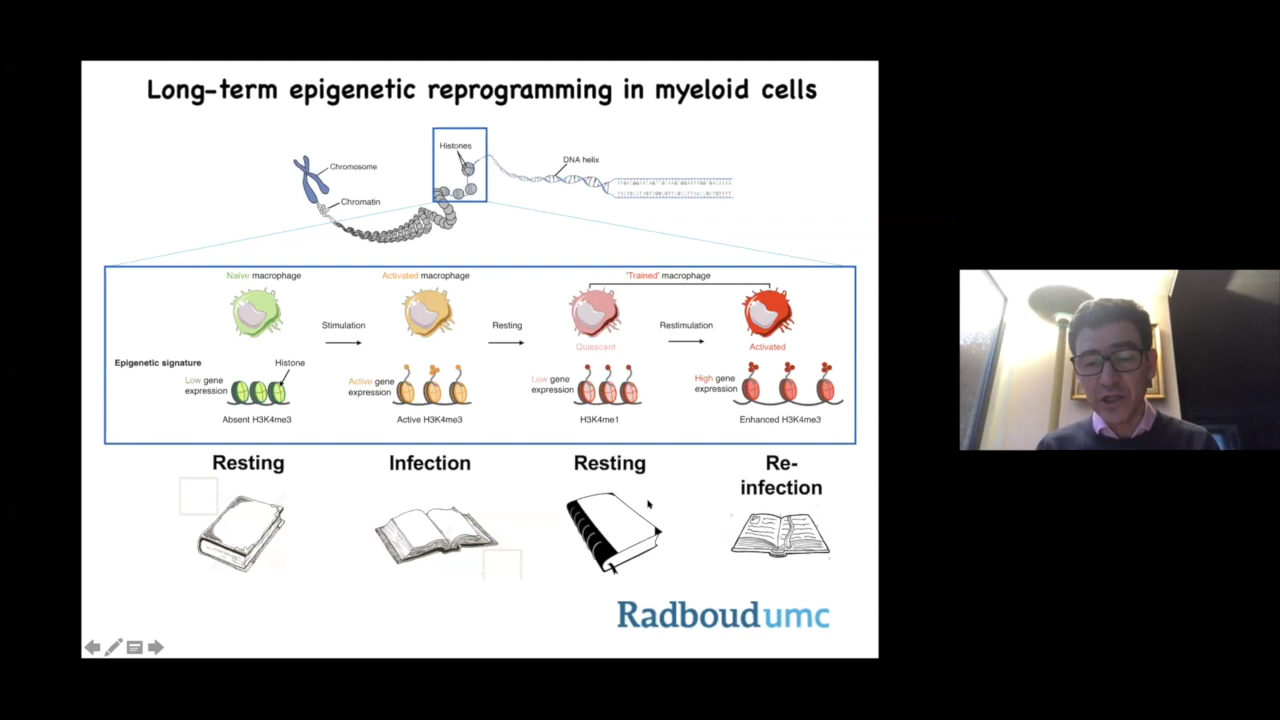 Long-term epigenetic reprogramming in myeloid cells
Histones
DNA helix
Chromosome
Chromatin
Naive macrophage
Activated macrophage
'Trained' macrophage
Stimulation
Resting
Restimulation
Quiescent
Activated
Epigenetic signature
Histone
Low gene
expression
Active gene
expression
Low gene
expression
High gene
expression
Absent H3K4me3
Active H3K4me3
H3K4me1
Enhanced H3K4me3
Resting
Infection
Resting
Re-
infection
Radboudumc